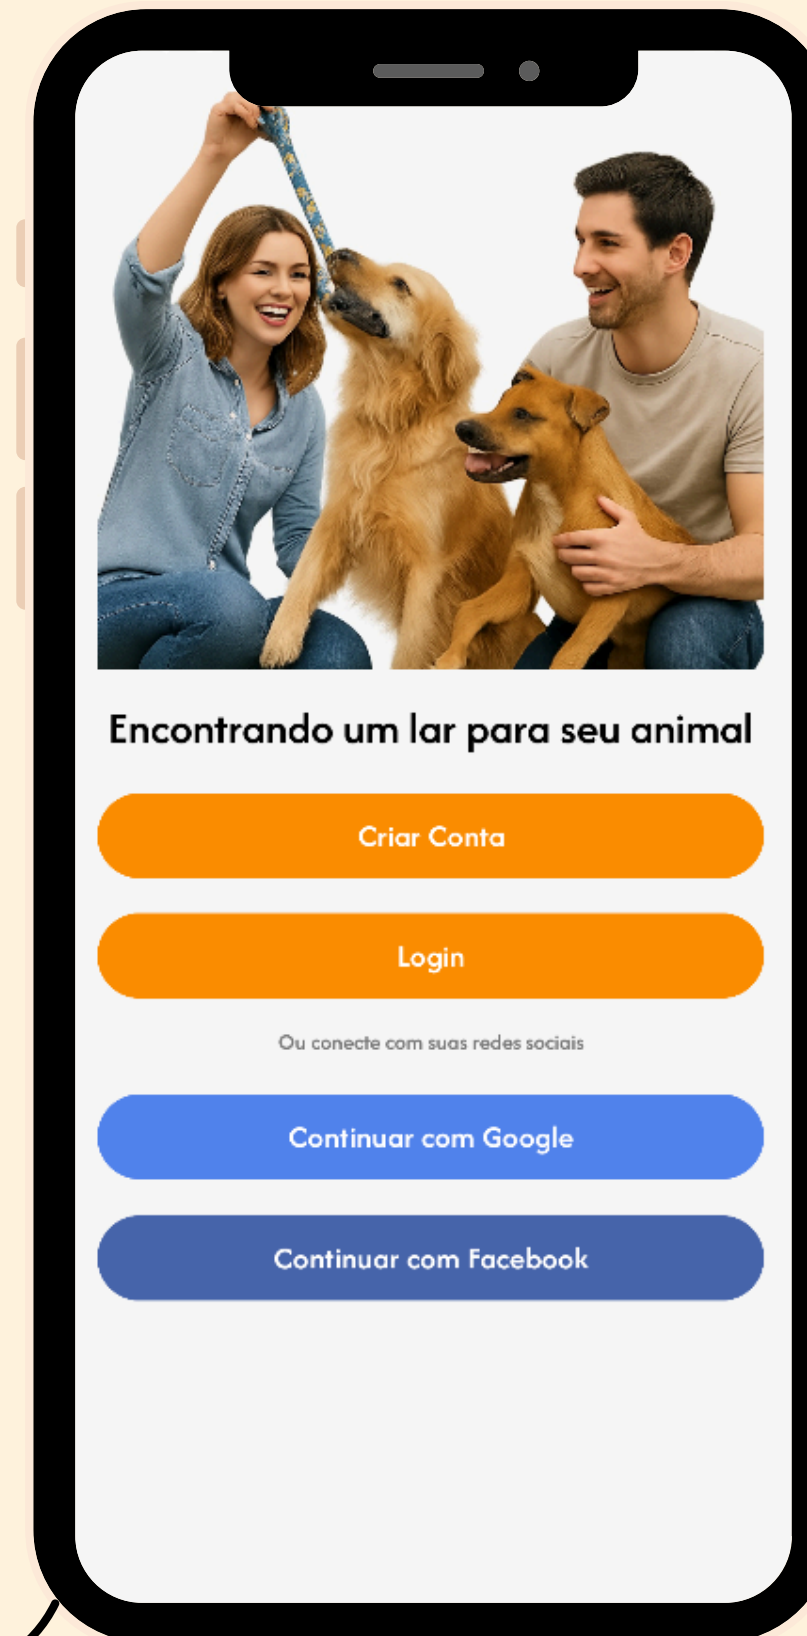 Encontrando um lar para seu animal
Criar Conta
Login
Ou conecte com suas redes sociais
Continuar com Google
Continuar com Facebook